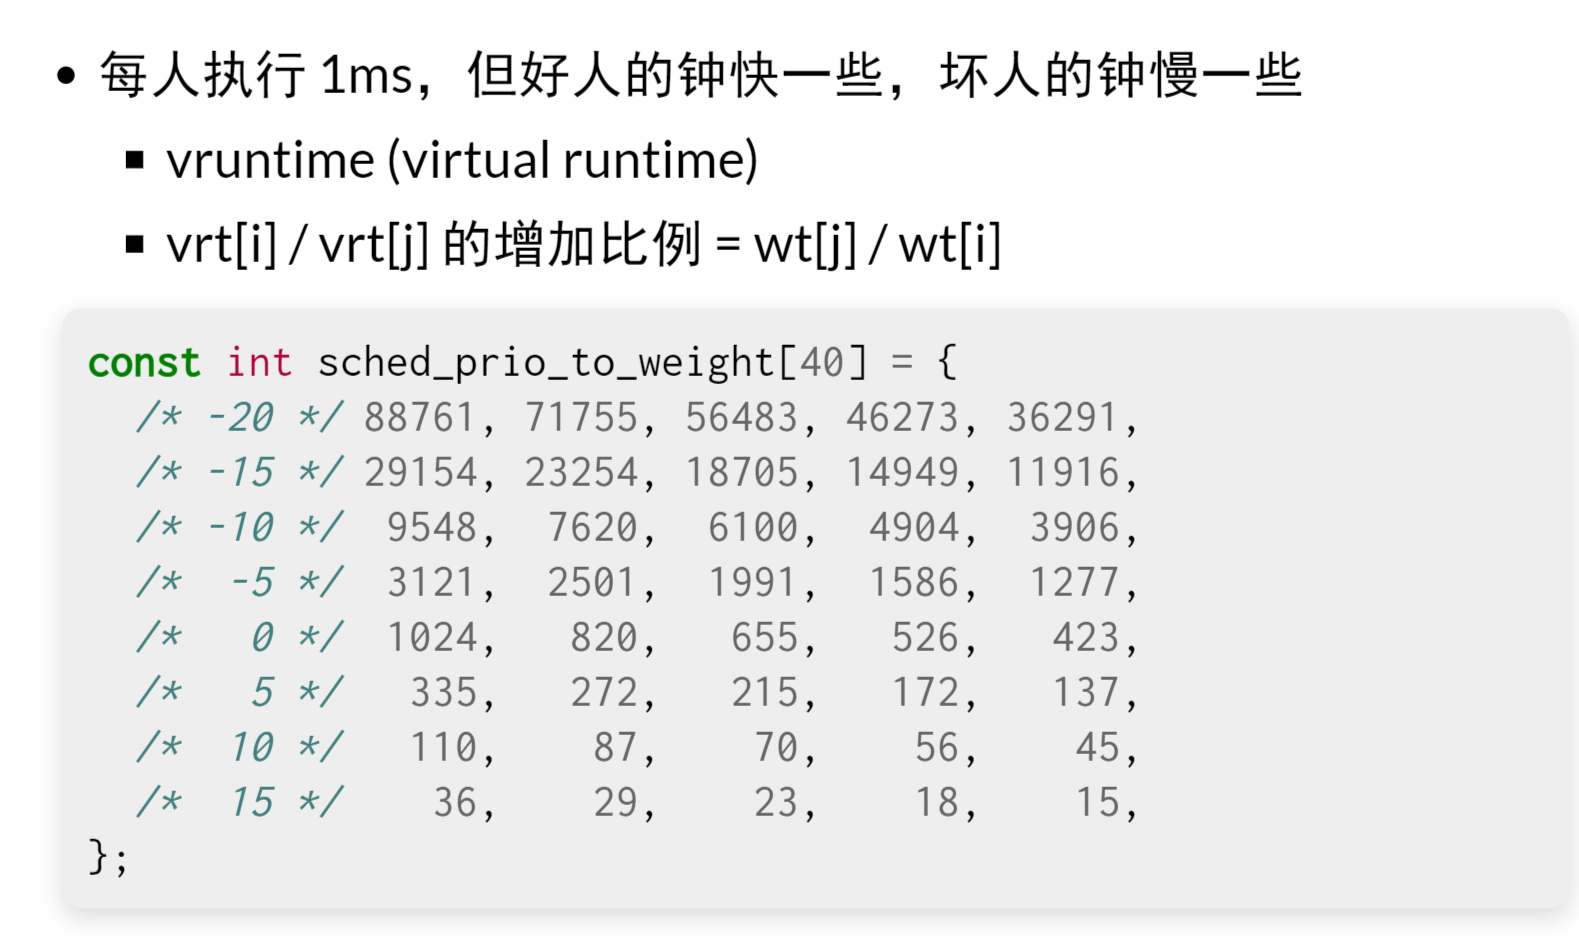 • 每人执行 1ms，但好人的钟快一些，坏人的钟慢一些
▪ vruntime (virtual runtime)
▪ vrt[i] / vrt[j] 的增加比例 = wt[j] / wt[i]
const int sched_prio_to_weight[40] = {
/* -20 */ 88761, 71755, 56483, 46273, 36291,
/* -15 */ 29154, 23254, 18705, 14949, 11916,
/* -10 */ 9548, 7620, 6100, 4904, 3906,
/* -5 */ 3121, 2501, 1991, 1586, 1277,
/* 0 */ 1024, 820, 655, 526, 423,
/* 5 */ 335, 272, 215, 172, 137,
/* 10 */ 110, 87, 70, 56, 45,
/* 15 */ 36, 29, 23, 18, 15,
};